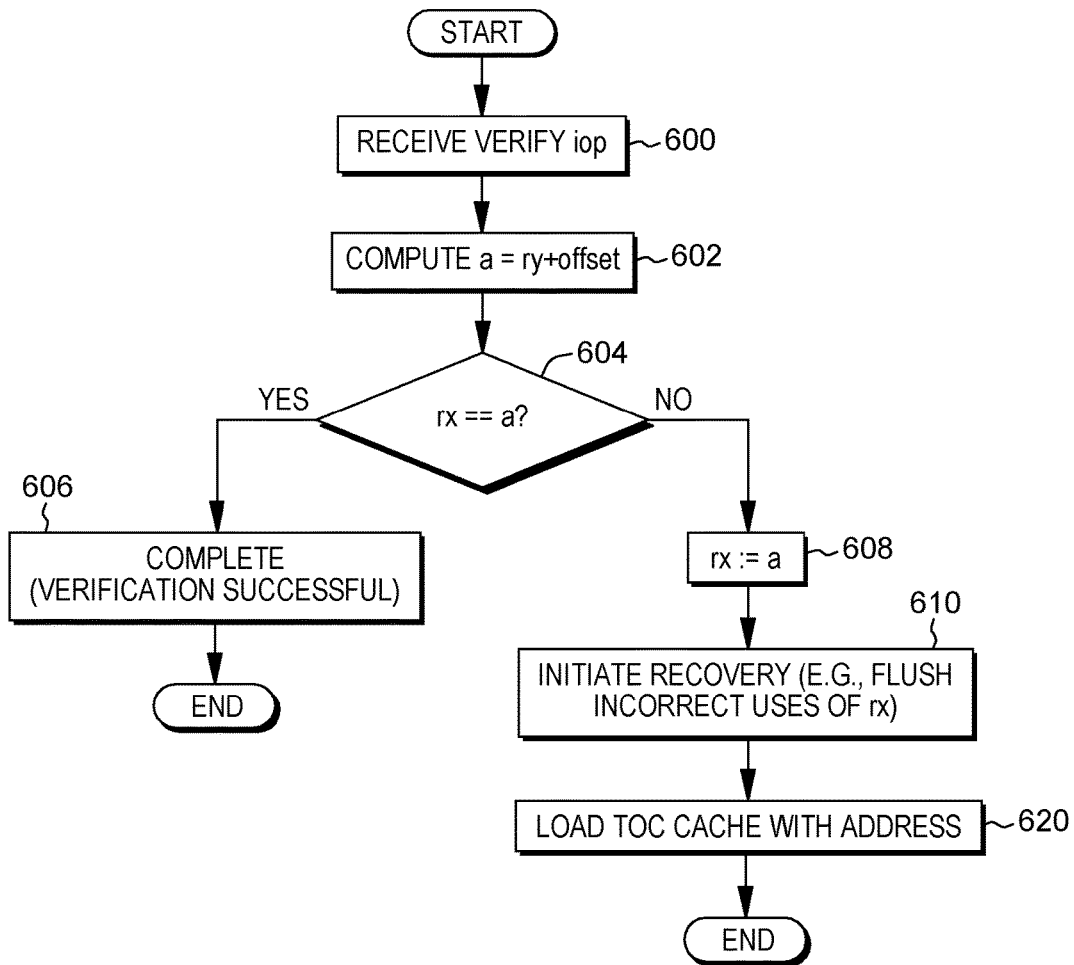 START
RECEIVE VERIFY iop
600
COMPUTE a = ry+offset
602
604
rx == a?
YES
NO
606
COMPLETE
(VERIFICATION SUCCESSFUL)
END
rx := a
608
610
INITIATE RECOVERY (E.G., FLUSH
INCORRECT USES OF rx)
LOAD TOC CACHE WITH ADDRESS
620
END